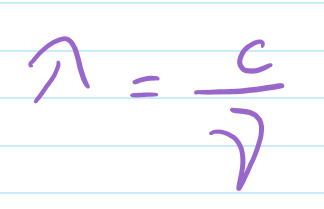 λ = c / ν